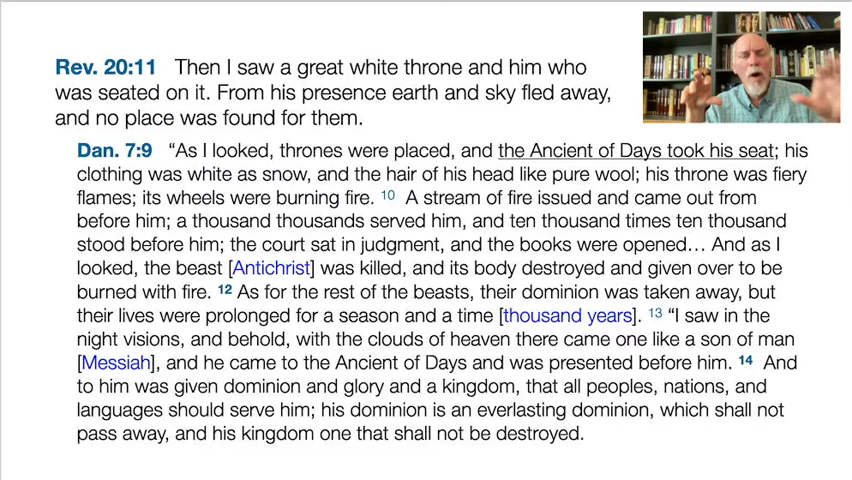 Rev. 20:11 Then I saw a great white throne and him who
was seated on it. From his presence earth and sky fled away,
and no place was found for them.
Dan. 7:9 “As I looked, thrones were placed, and the Ancient of Days took his seat; his
clothing was white as snow, and the hair of his head like pure wool; his throne was fiery
flames; its wheels were burning fire. 10 A stream of fire issued and came out from
before him; a thousand thousands served him, and ten thousand times ten thousand
stood before him; the court sat in judgment, and the books were opened… And as I
looked, the beast [Antichrist] was killed, and its body destroyed and given over to be
burned with fire. 12 As for the rest of the beasts, their dominion was taken away, but
their lives were prolonged for a season and a time [thousand years]. 13 “I saw in the
night visions, and behold, with the clouds of heaven there came one like a son of man
[Messiah], and he came to the Ancient of Days and was presented before him. 14 And
to him was given dominion and glory and a kingdom, that all peoples, nations, and
languages should serve him; his dominion is an everlasting dominion, which shall not
pass away, and his kingdom one that shall not be destroyed.